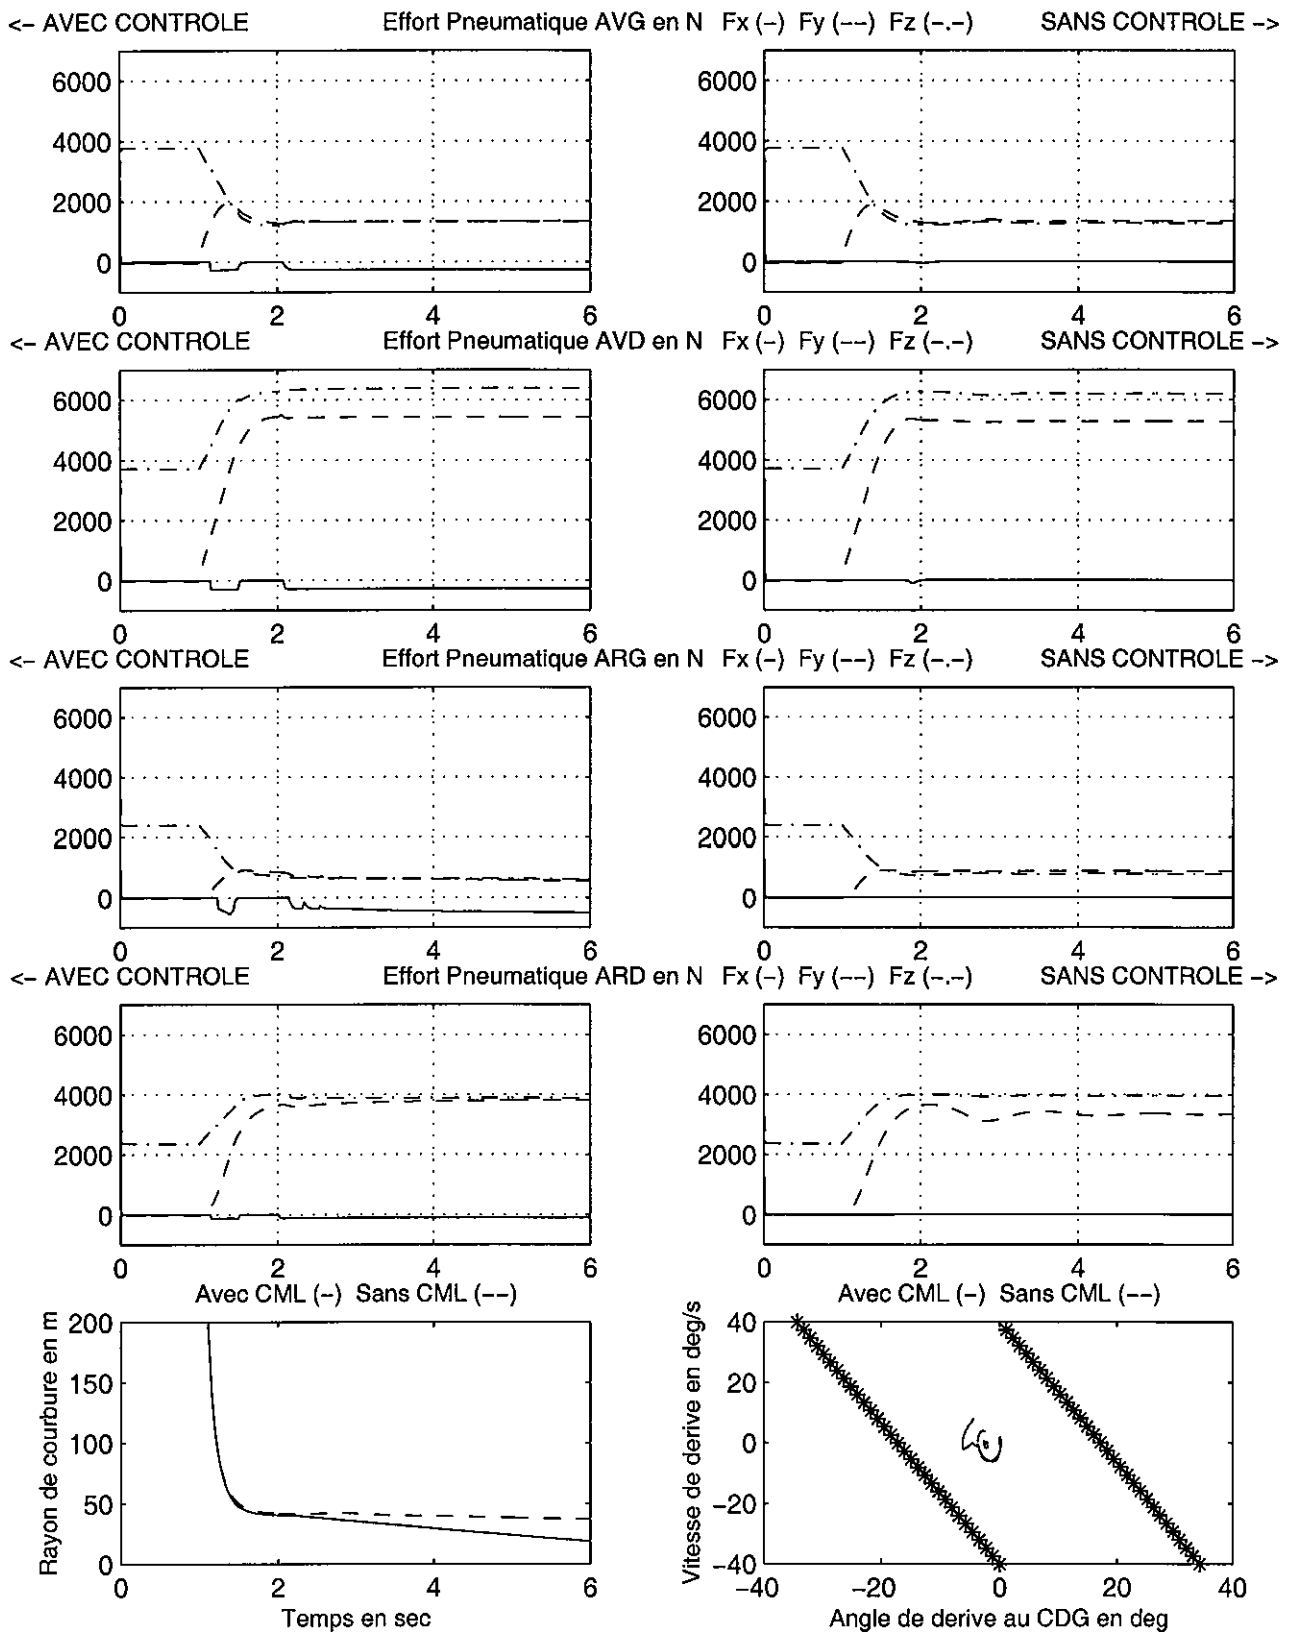 <- AVEC CONTROLE Effort Pneumatique AVG en N Fx (-) Fy (--) Fz (-.-) SANS CONTROLE ->
6000 6000
4000 4000
2000 2000
0 0
0 2 4 6 0 2 4 6
<- AVEC CONTROLE Effort Pneumatique AVD en N Fx (-) Fy (--) Fz (-.-) SANS CONTROLE ->
6000 6000
4000 4000
2000 2000
0 0
0 2 4 6 0 2 4 6
<- AVEC CONTROLE Effort Pneumatique ARG en N Fx (-) Fy (--) Fz (-.-) SANS CONTROLE ->
6000 6000
4000 4000
2000 2000
0 0
0 2 4 6 0 2 4 6
<- AVEC CONTROLE Effort Pneumatique ARD en N Fx (-) Fy (--) Fz (-.-) SANS CONTROLE ->
6000 6000
4000 4000
2000 2000
0 0
0 2 4 6 0 2 4 6
Avec CML (-) Sans CML (--) Avec CML (-) Sans CML (--)
Rayon de courbure en m
200
150
100
50
0
0 2 4 6
Temps en sec
Vitesse de derive en deg/s
40
20
0
-20
-40
-40 -20 0 20 40
Angle de derive au CDG en deg